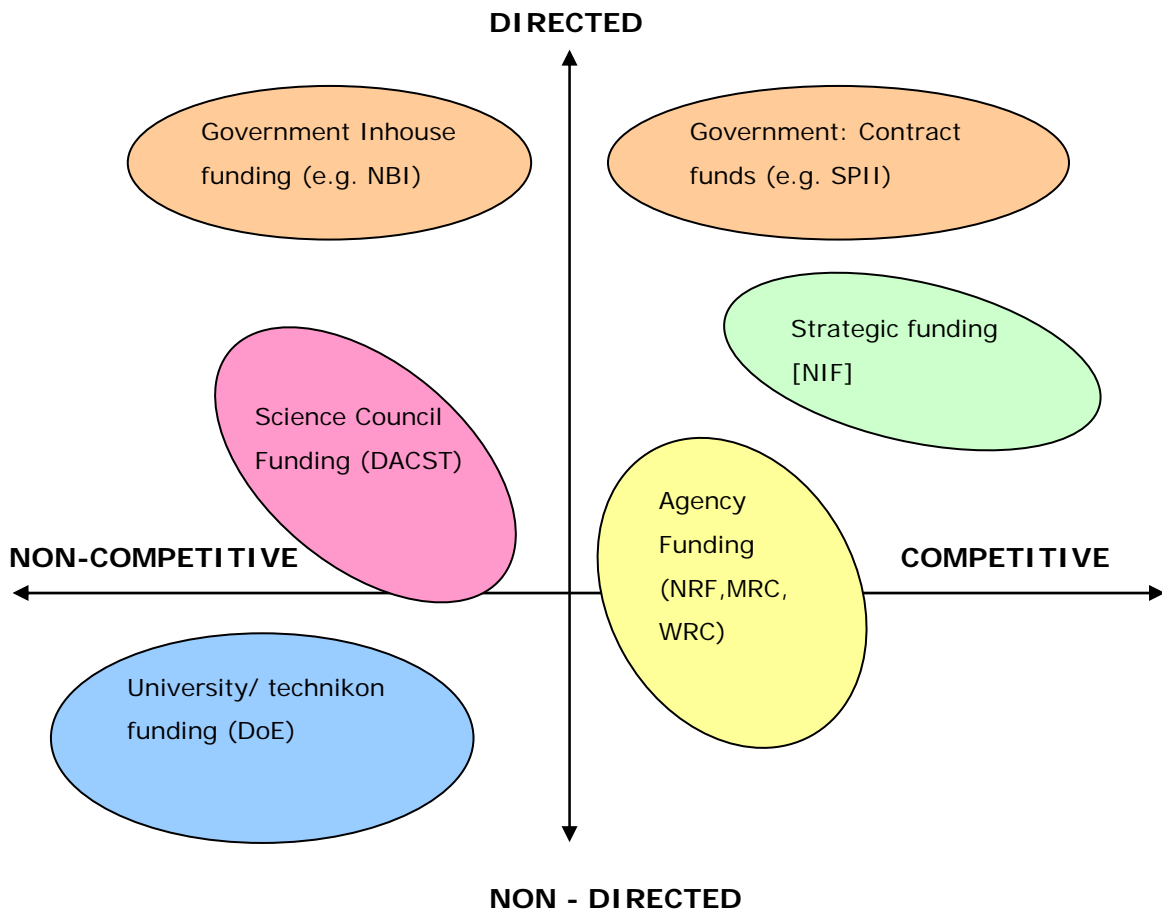 DIRECTED
Government Inhouse
funding (e.g. NBI)
Government: Contract
funds (e.g. SPII)
Strategic funding
[NIF]
Science Council
Funding (DACST)
Agency
Funding
(NRF,MRC,
WRC)
NON-COMPETITIVE
COMPETITIVE
University/ technikon
funding (DoE)
NON - DIRECTED